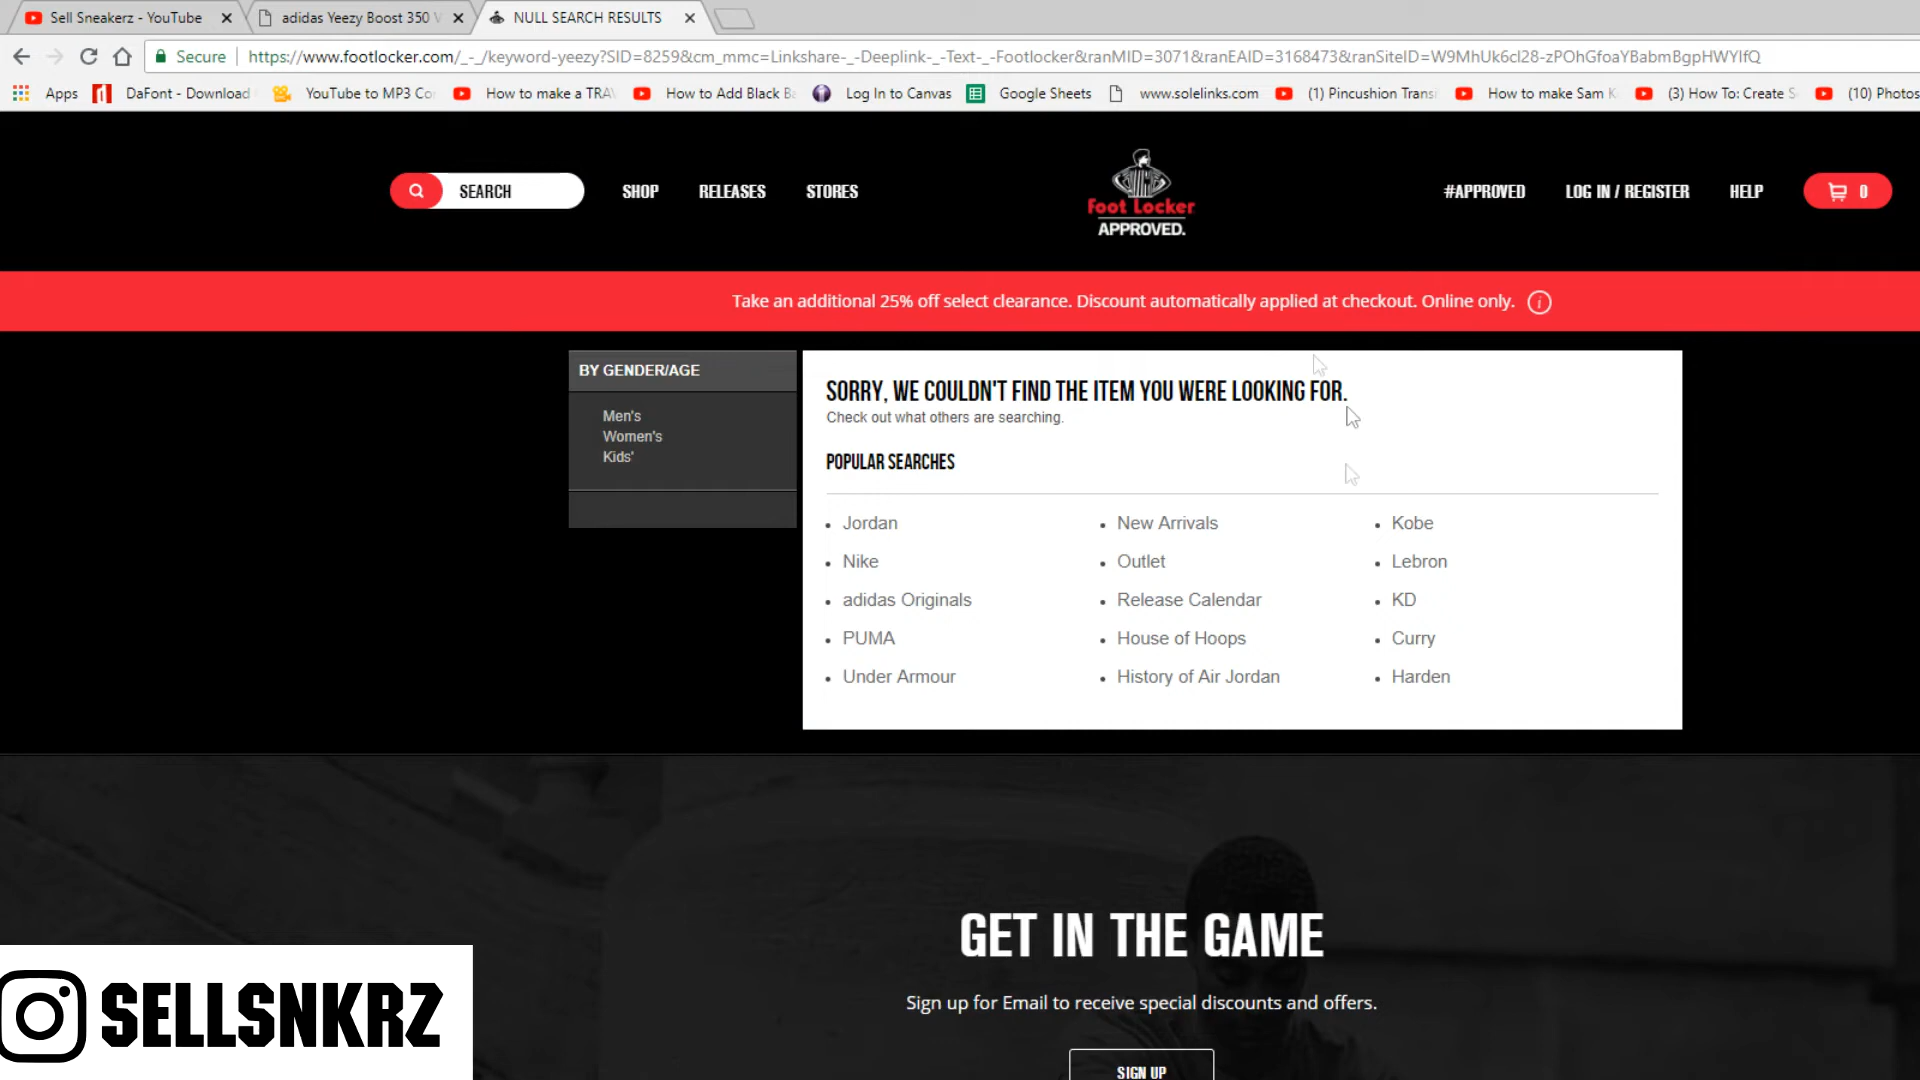 Sell Sneakerz - YouTube
adidas Yeezy Boost 350 V
NULL SEARCH RESULTS
Secure
https://www.footlocker.com/_-_/keyword-yeezy?SID=8259&cm_mmc=Linkshare-_-Deeplink-_-Text-_-Footlocker&ranMID=3071&ranEAID=3168473&ranSiteID=W9MhUk6cl28-zPOhGfoaYBabmBgpHWYlfQ
Apps
DaFont - Download
YouTube to MP3 Co
How to make a TRA
How to Add Black Ba
Log In to Canvas
Google Sheets
www.solelinks.com
(1) Pincushion Trans
How to make Sam K
(3) How To: Create S
(10) Photos
SEARCH
SHOP
RELEASES
STORES
Foot Locker
APPROVED.
#APPROVED
LOG IN / REGISTER
HELP
0
Take an additional 25% off select clearance. Discount automatically applied at checkout. Online only.
BY GENDER/AGE
Men's
Women's
Kids'
SORRY, WE COULDN'T FIND THE ITEM YOU WERE LOOKING FOR.
Check out what others are searching.
POPULAR SEARCHES
Jordan
Nike
adidas Originals
PUMA
Under Armour
New Arrivals
Outlet
Release Calendar
House of Hoops
History of Air Jordan
Kobe
Lebron
KD
Curry
Harden
GET IN THE GAME
Sign up for Email to receive special discounts and offers.
SIGN UP
SELLSNKRZ